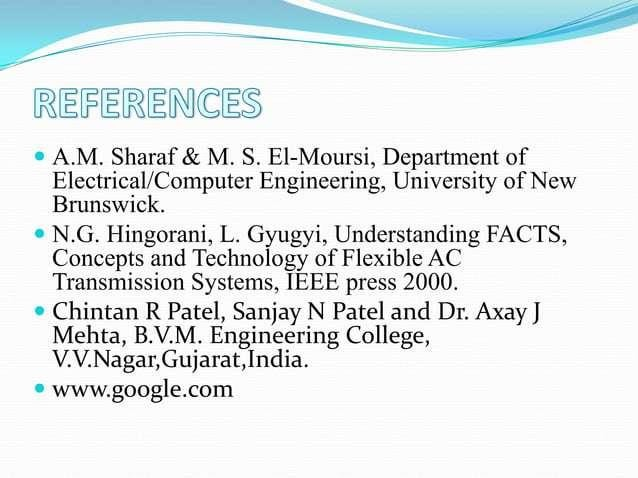 REFERENCES
A.M. Sharaf & M. S. El-Moursi, Department of
Electrical/Computer Engineering, University of New
Brunswick.
N.G. Hingorani, L. Gyugyi, Understanding FACTS,
Concepts and Technology of Flexible AC
Transmission Systems, IEEE press 2000.
Chintan R Patel, Sanjay N Patel and Dr. Axay J
Mehta, B.V.M. Engineering College,
V.V.Nagar,Gujarat,India.
www.google.com